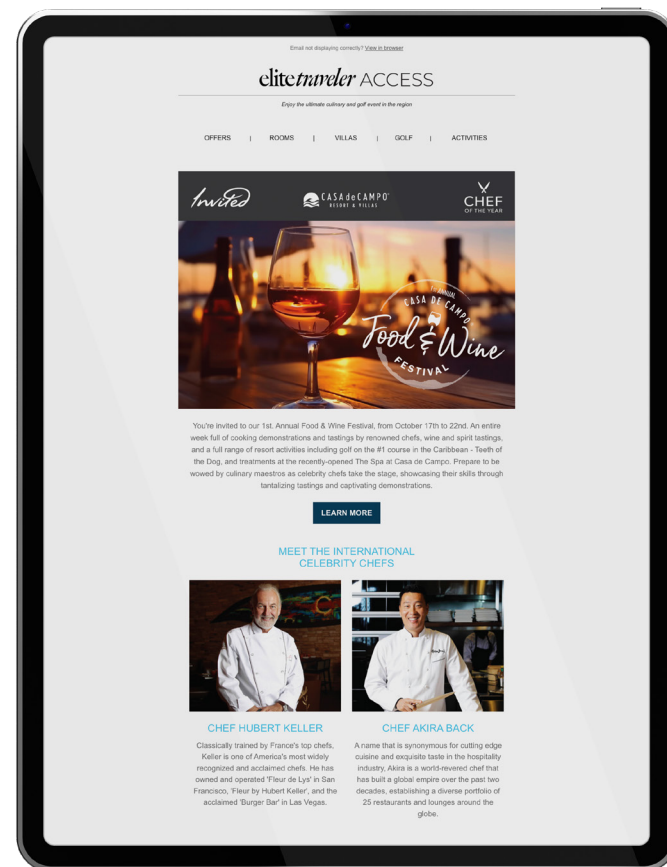 Email not displaying correctly? View in browser
elitetraveler ACCESS
Enjoy the ultimate culinary and golf event in the region
OFFERS | ROOMS | VILLAS | GOLF | ACTIVITIES
Invited
CASA de CAMPO
RESORT & VILLAS
CHEF
OF THE YEAR
1st ANNUAL
CASA DE CAMPO
Food & Wine
FESTIVAL
You're invited to our 1st. Annual Food & Wine Festival, from October 17th to 22nd. An entire
week full of cooking demonstrations and tastings by renowned chefs, wine and spirit tastings,
and a full range of resort activities including golf on the #1 course in the Caribbean - Teeth of
the Dog, and treatments at the recently-opened The Spa at Casa de Campo. Prepare to be
wowed by culinary maestros as celebrity chefs take the stage, showcasing their skills through
tantalizing tastings and captivating demonstrations.
LEARN MORE
MEET THE INTERNATIONAL
CELEBRITY CHEFS
CHEF HUBERT KELLER
Classically trained by France's top chefs,
Keller is one of America's most widely
recognized and acclaimed chefs. He has
owned and operated 'Fleur de Lys' in San
Francisco, 'Fleur by Hubert Keller', and the
acclaimed 'Burger Bar' in Las Vegas.
CHEF AKIRA BACK
A name that is synonymous for cutting edge
cuisine and exquisite taste in the hospitality
industry, Akira is a world-revered chef that
has built a global empire over the past two
decades, establishing a diverse portfolio of
25 restaurants and lounges around the
globe.